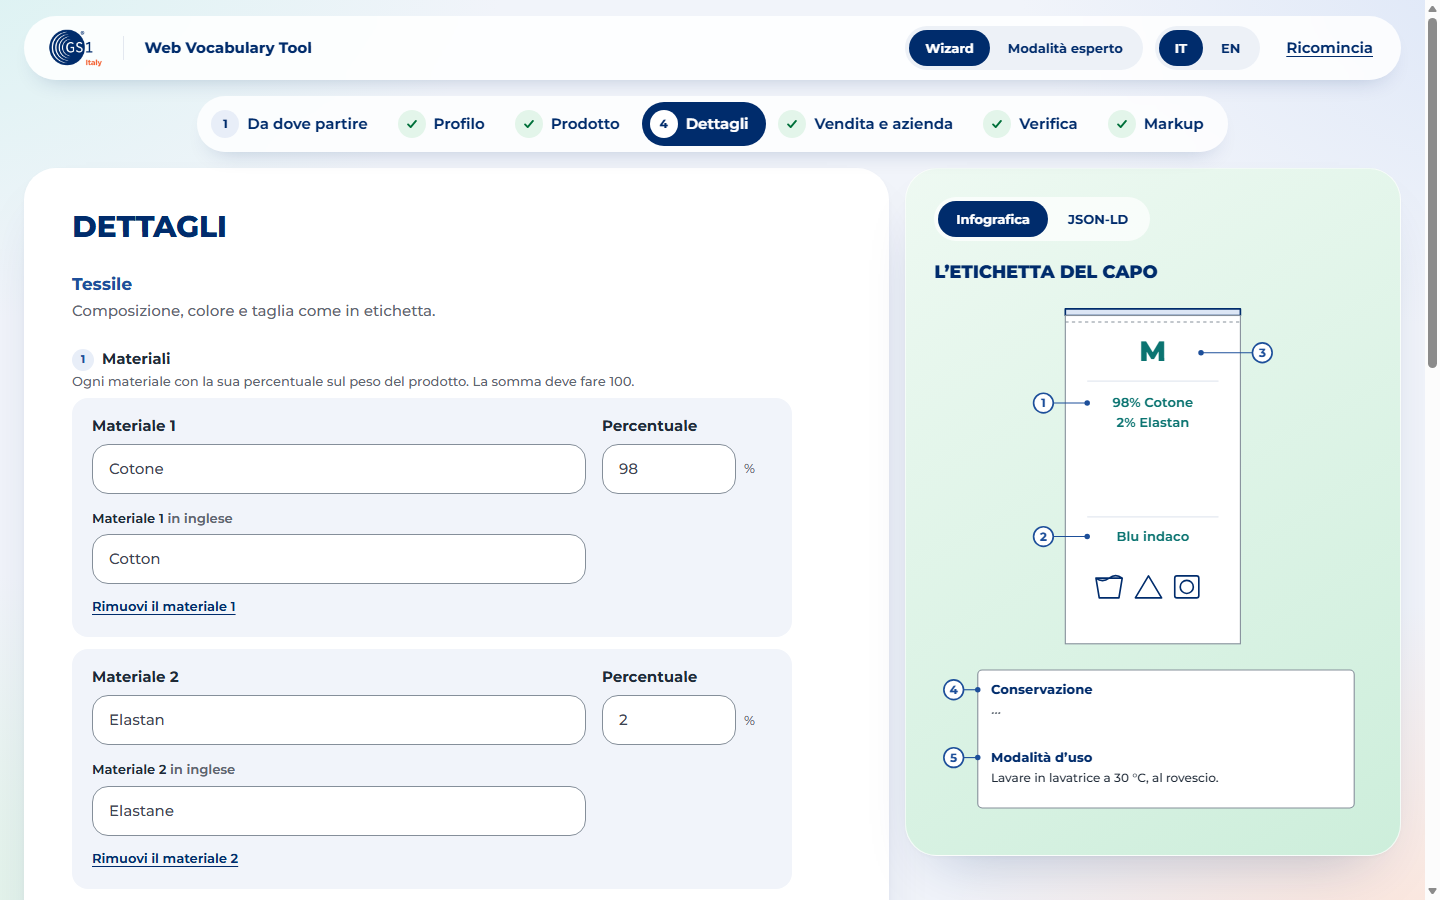 GS1
Italy
Web Vocabulary Tool
Wizard
Modalità esperto
IT
EN
Ricomincia
1 Da dove partire
Profilo
Prodotto
4 Dettagli
Vendita e azienda
Verifica
Markup
DETTAGLI
Tessile
Composizione, colore e taglia come in etichetta.
1 Materiali
Ogni materiale con la sua percentuale sul peso del prodotto. La somma deve fare 100.
Materiale 1
Percentuale
Cotone
98 %
Materiale 1 in inglese
Cotton
Rimuovi il materiale 1
Materiale 2
Percentuale
Elastan
2 %
Materiale 2 in inglese
Elastane
Rimuovi il materiale 2
Infografica
JSON-LD
L’ETICHETTA DEL CAPO
M
3
1
98% Cotone
2% Elastan
2
Blu indaco
4
Conservazione
...
5
Modalità d’uso
Lavare in lavatrice a 30 °C, al rovescio.